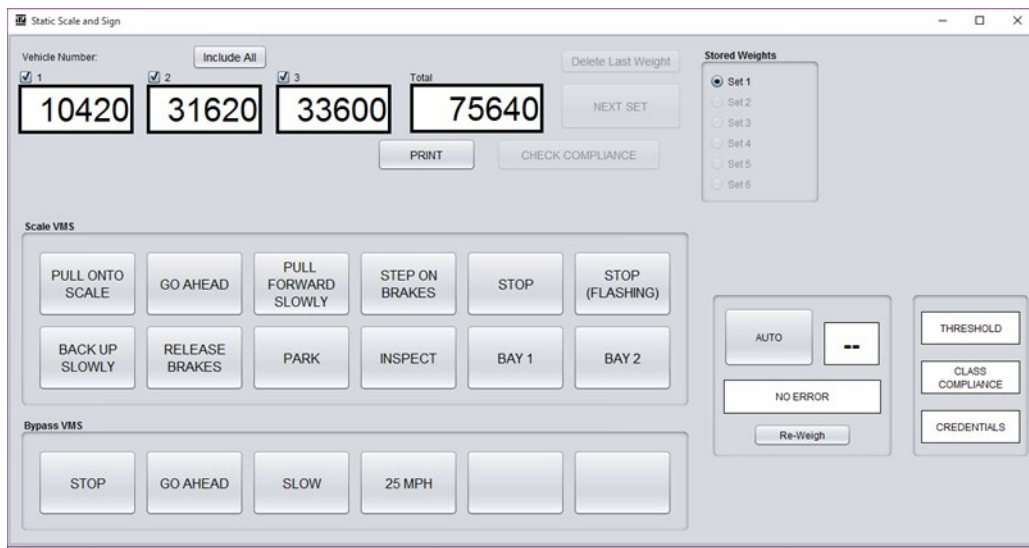 Static Scale and Sign
Vehicle Number:
Include All
1
2
3
Total
10420
31620
33600
75640
Delete Last Weight
NEXT SET
PRINT
CHECK COMPLIANCE
Stored Weights
Set 1
Set 2
Set 3
Set 4
Set 5
Set 6
Scale VMS
PULL ONTO
SCALE
GO AHEAD
PULL
FORWARD
SLOWLY
STEP ON
BRAKES
STOP
STOP
(FLASHING)
BACK UP
SLOWLY
RELEASE
BRAKES
PARK
INSPECT
BAY 1
BAY 2
AUTO
--
NO ERROR
Re-Weigh
THRESHOLD
CLASS
COMPLIANCE
CREDENTIALS
Bypass VMS
STOP
GO AHEAD
SLOW
25 MPH